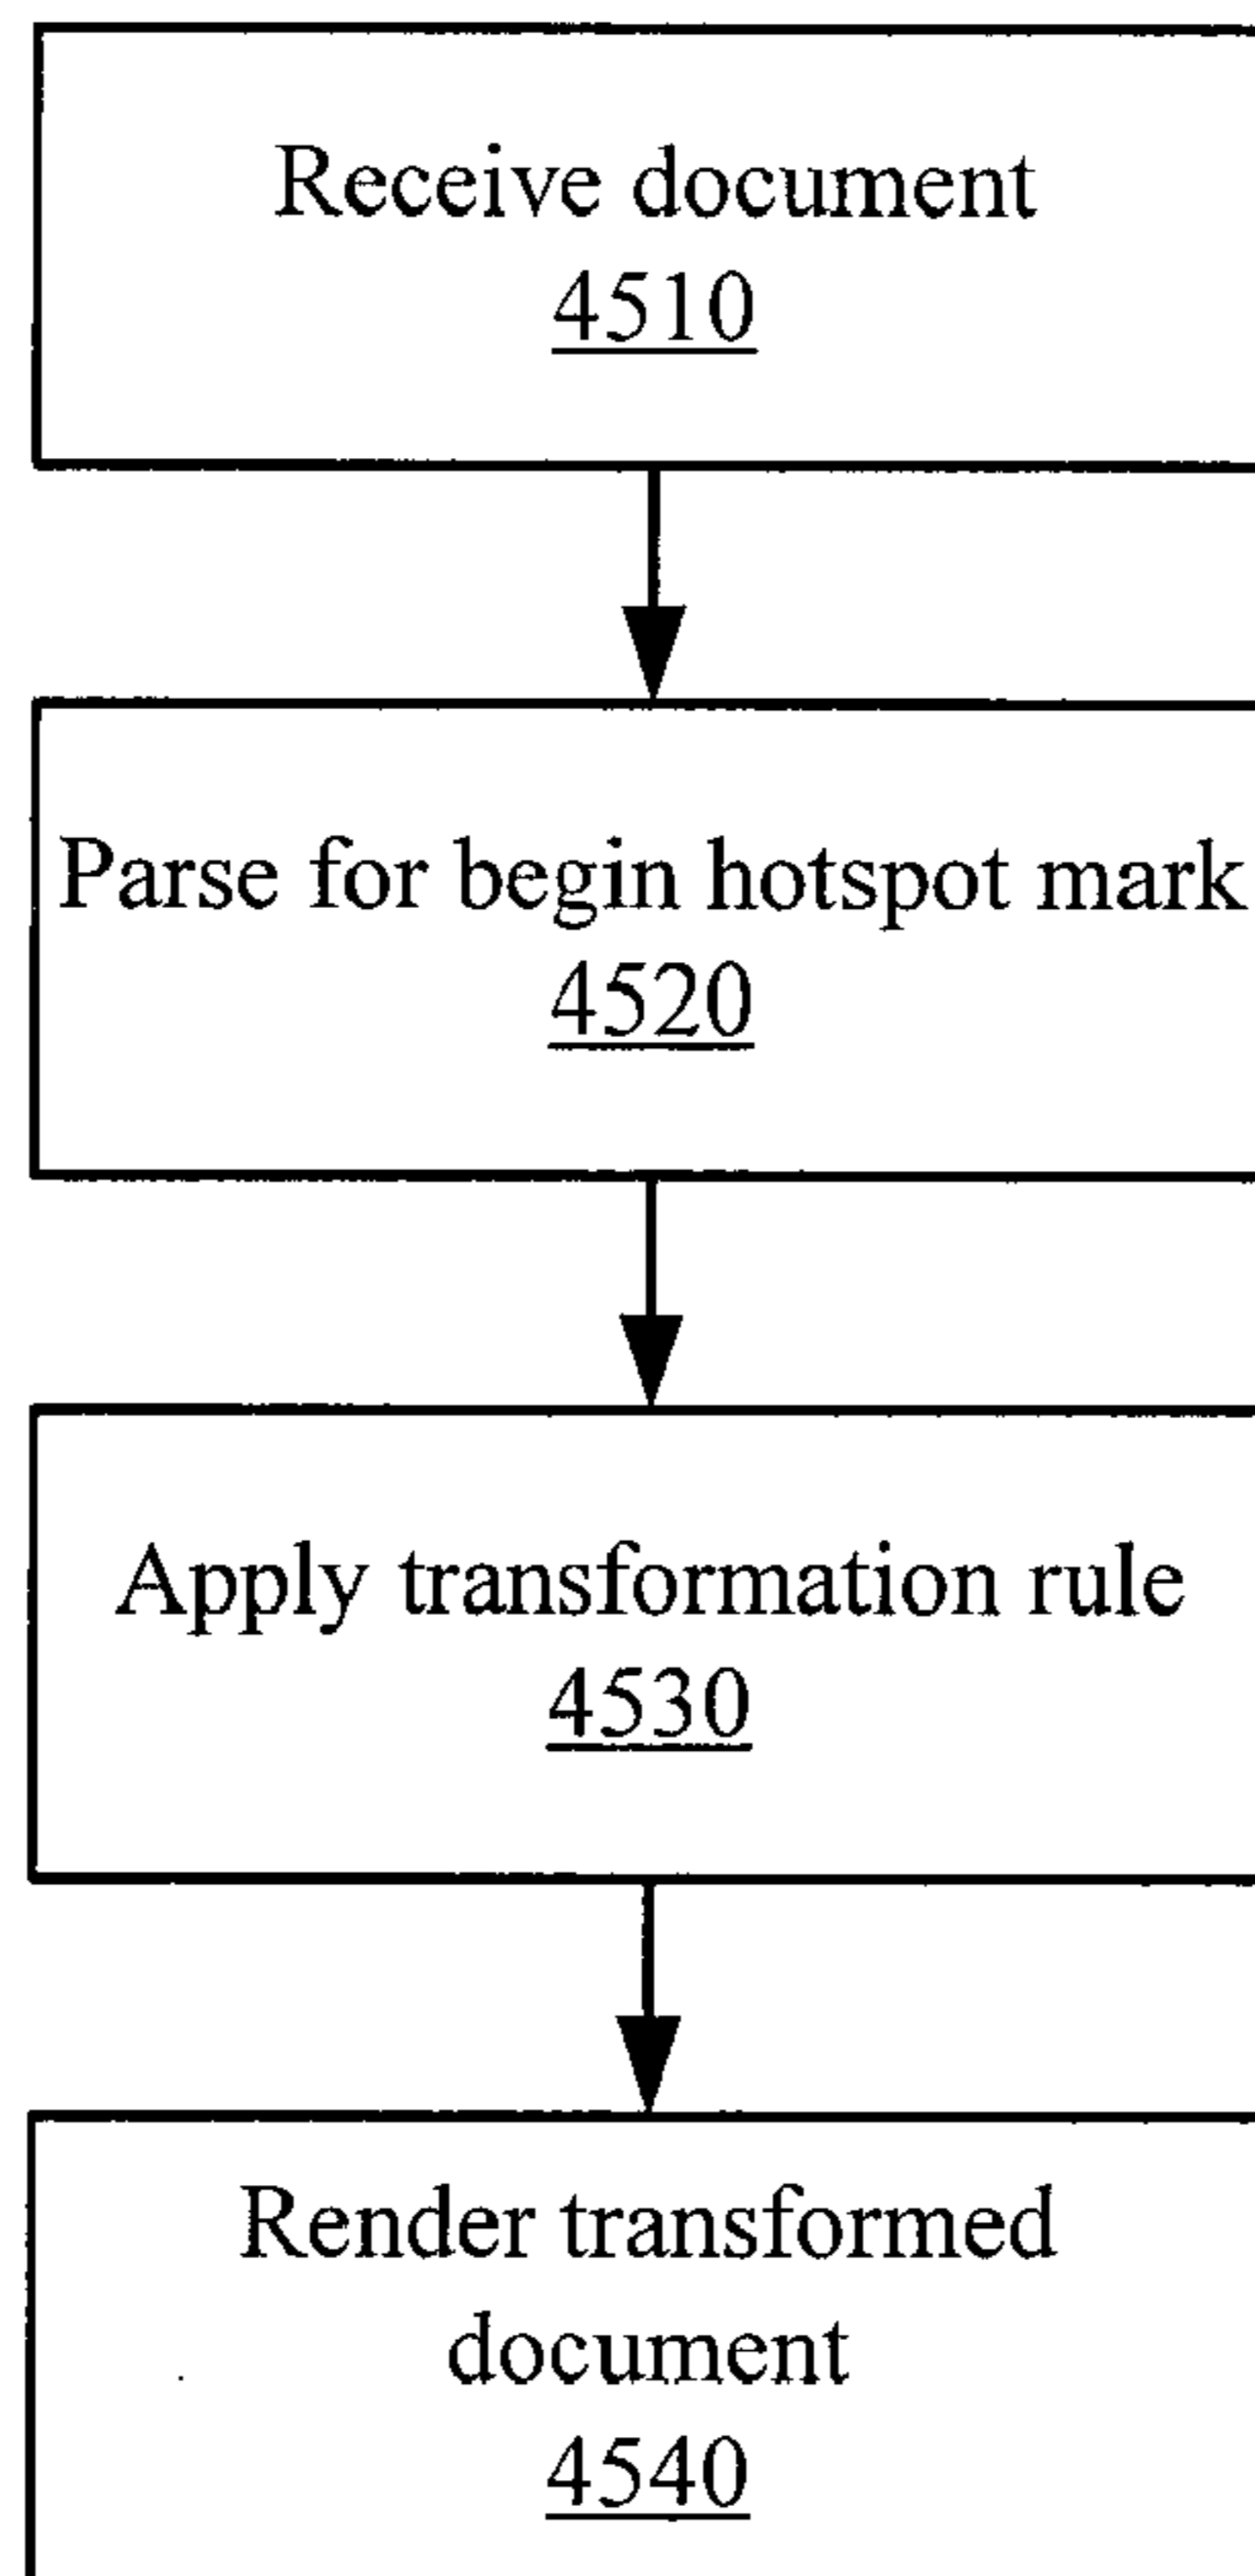 Receive document
4510
Parse for begin hotspot mark
4520
Apply transformation rule
4530
Render transformed
document
4540